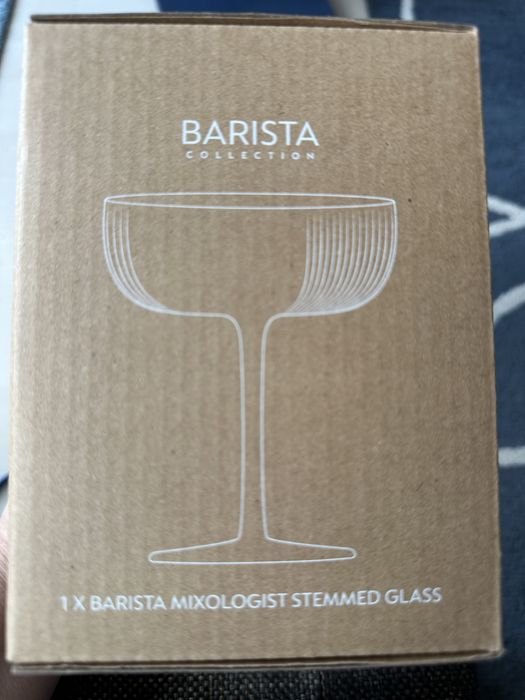 BARISTA
COLLECTION
1 X BARISTA MIXOLOGIST STEMMED GLASS